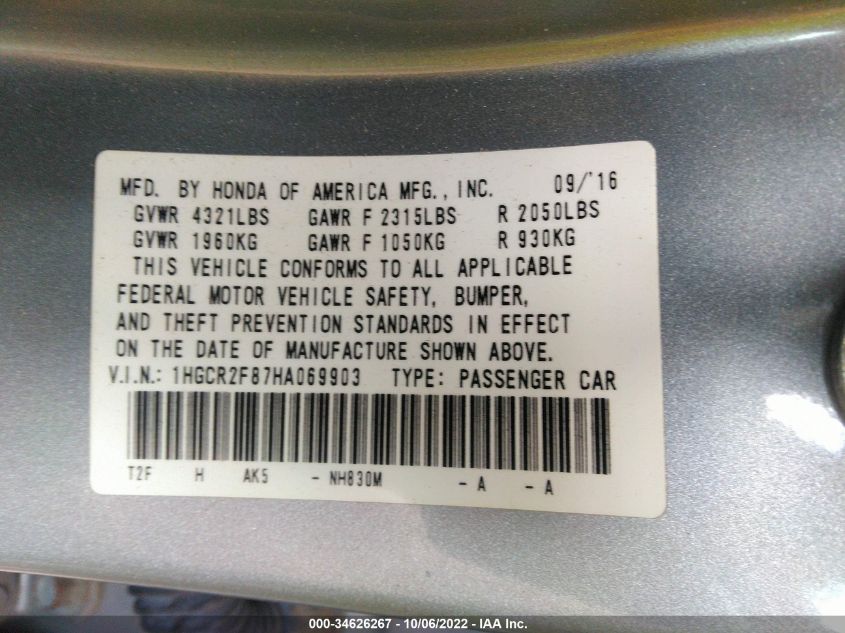 MFD. BY HONDA OF AMERICA MFG., INC. 09/'16
GVWR 4321LBS GAWR F 2315LBS R 2050LBS
GVWR 1960KG GAWR F 1050KG R 930KG
THIS VEHICLE CONFORMS TO ALL APPLICABLE
FEDERAL MOTOR VEHICLE SAFETY, BUMPER,
AND THEFT PREVENTION STANDARDS IN EFFECT
ON THE DATE OF MANUFACTURE SHOWN ABOVE.
V.I.N.: 1HGCR2F87HA069903 TYPE: PASSENGER CAR
T2F H AK5 - NH830M - A - A
000-34626267 - 10/06/2022 - IAA Inc.